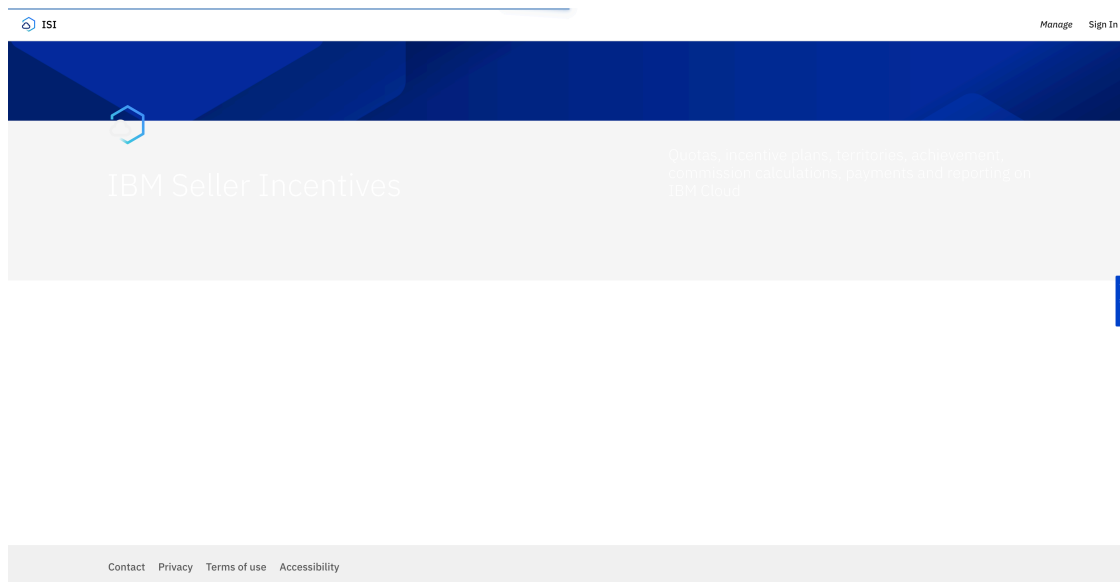 ISI
Manage Sign In
IBM Seller Incentives
Quotas, incentive plans, territories, achievement,
commission calculations, payments and reporting on
IBM Cloud
Contact Privacy Terms of use Accessibility